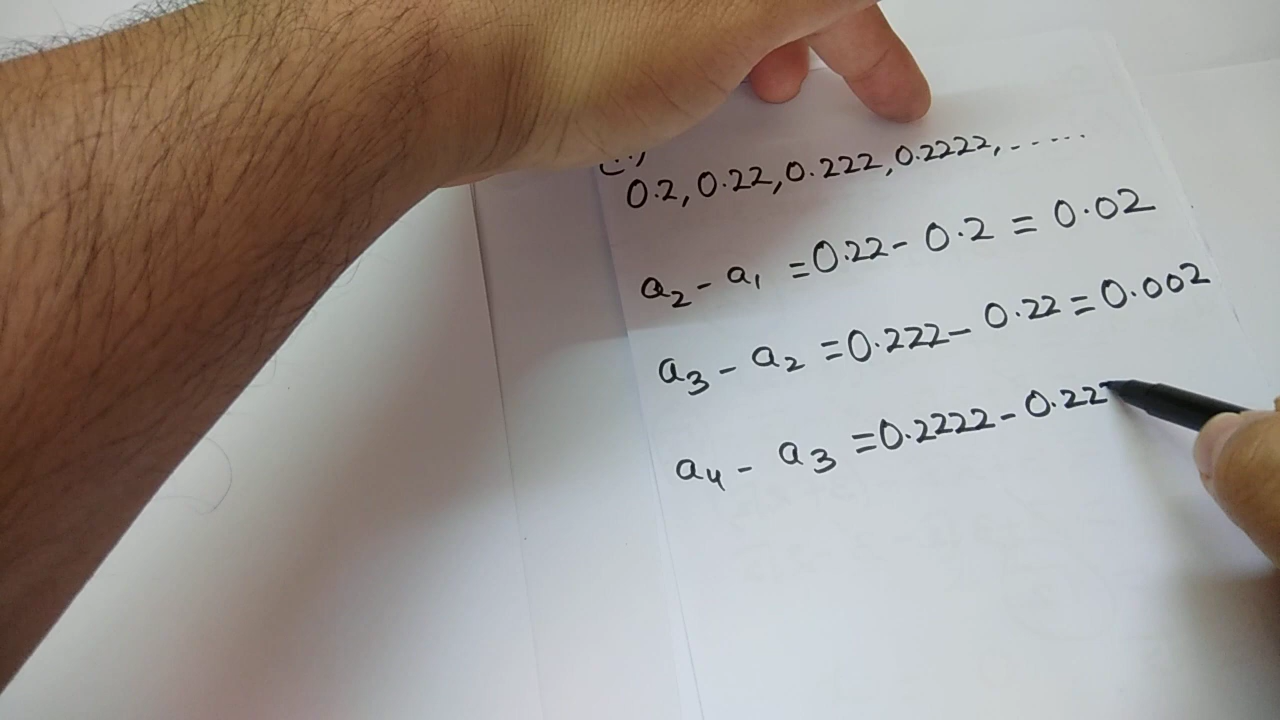 0.2, 0.22, 0.222, 0.2222, ......
a₂ - a₁ = 0.22 - 0.2 = 0.02
a₃ - a₂ = 0.222 - 0.22 = 0.002
a₄ - a₃ = 0.2222 - 0.22